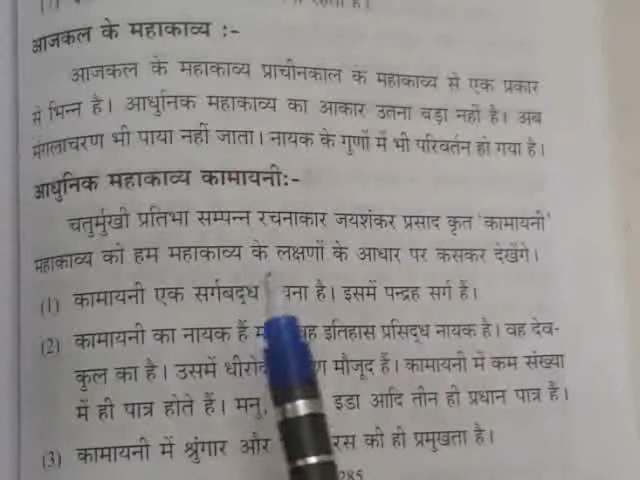 आजकल के महाकाव्य :-
आजकल के महाकाव्य प्राचीनकाल के महाकाव्य से एक प्रकार
से भिन्न है। आधुनिक महाकाव्य का आकार उतना बड़ा नहीं है। अब
मंगलाचरण भी पाया नहीं जाता। नायक के गुणों में भी परिवर्तन हो गया है।
आधुनिक महाकाव्य कामायनी:-
चतुर्मुखी प्रतिभा सम्पन्न रचनाकार जयशंकर प्रसाद कृत 'कामायनी'
महाकाव्य को हम महाकाव्य के लक्षणों के आधार पर कसकर देखेंगे।
(1) कामायनी एक सर्गबद्ध है। इसमें पन्द्रह सर्ग हैं।
(2) कामायनी का नायक हैं इतिहास प्रसिद्ध नायक है। वह देव-
कुल का है। उसमें मौजूद हैं। कामायनी में कम संख्या
में ही पात्र होते हैं। मनु, इडा आदि तीन ही प्रधान पात्र है।
(3) कामायनी में श्रुंगार ओर की ही प्रमुखता है।
285